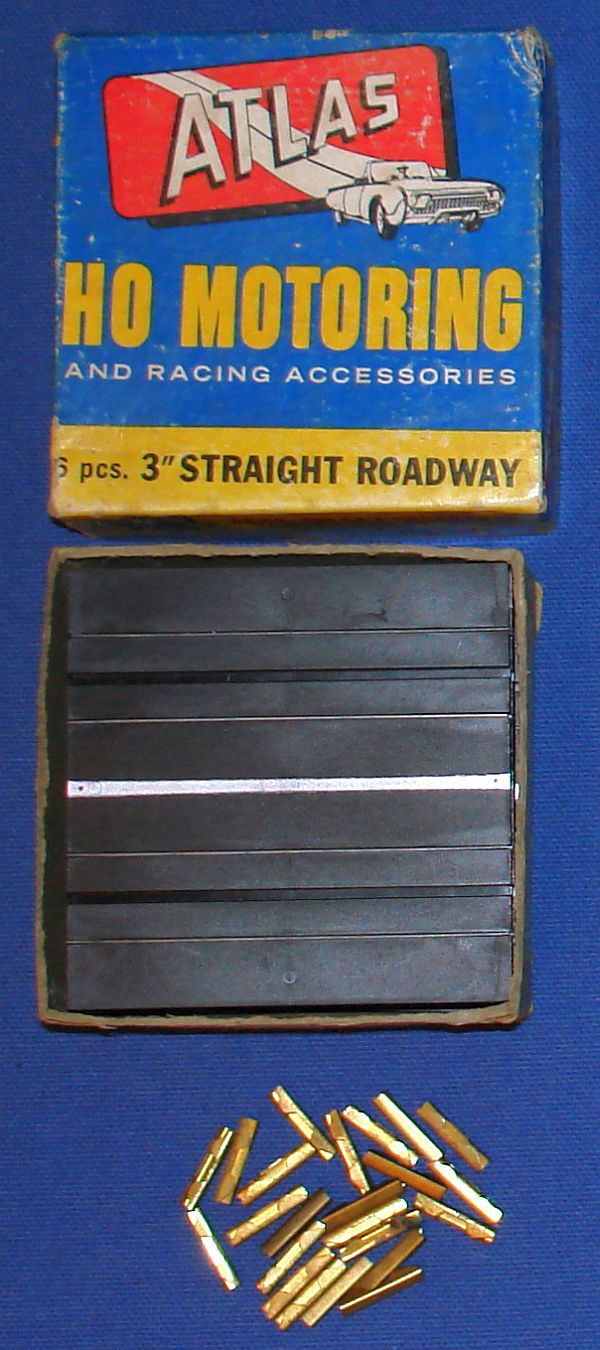 ATLAS
HO MOTORING
AND RACING ACCESSORIES
6 pcs. 3" STRAIGHT ROADWAY